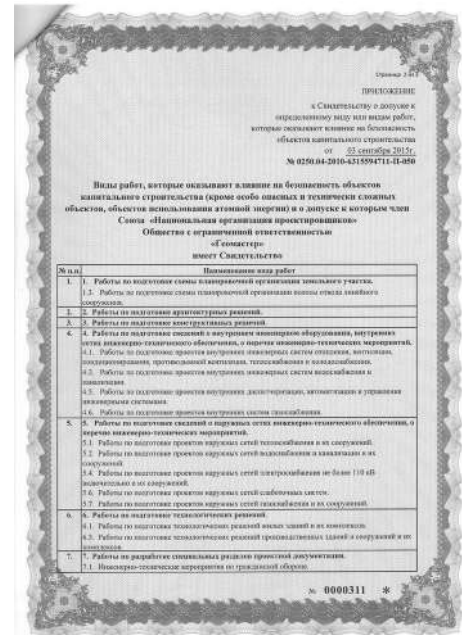 Страница 2 из 3
ПРИЛОЖЕНИЕ
к Свидетельству о допуске к
определенному виду или видам работ,
которые оказывают влияние на безопасность
объектов капитального строительства
от 03 сентября 2015г.
№ 0250.04-2010-6315594711-П-050
Виды работ, которые оказывают влияние на безопасность объектов
капитального строительства (кроме особо опасных и технически сложных
объектов, объектов использования атомной энергии) и о допуске к которым член
Союза «Национальная организация проектировщиков»
Общество с ограниченной ответственностью
«Геомастер»
имеет Свидетельство
№ п.п. Наименование вида работ
1. 1. Работы по подготовке схемы планировочной организации земельного участка.
1.2. Работы по подготовке схемы планировочной организации полосы отвода линейного
сооружения.
2. 2. Работы по подготовке архитектурных решений.
3. 3. Работы по подготовке конструктивных решений.
4. 4. Работы по подготовке сведений о внутреннем инженерном оборудовании, внутренних
сетях инженерно-технического обеспечения, о перечне инженерно-технических мероприятий.
4.1. Работы по подготовке проектов внутренних инженерных систем отопления, вентиляции,
кондиционирования, противодымной вентиляции, теплоснабжения и холодоснабжения.
4.2. Работы по подготовке проектов внутренних инженерных систем водоснабжения и
канализации.
4.5. Работы по подготовке проектов внутренних диспетчеризации, автоматизации и управления
инженерными системами.
4.6. Работы по подготовке проектов внутренних систем газоснабжения.
5. 5. Работы по подготовке сведений о наружных сетях инженерно-технического обеспечения, о
перечне инженерно-технических мероприятий.
5.1. Работы по подготовке проектов наружных сетей теплоснабжения и их сооружений.
5.2. Работы по подготовке проектов наружных сетей водоснабжения и канализации и их
сооружений.
5.4. Работы по подготовке проектов наружных сетей электроснабжения не более 110 кВ
включительно и их сооружений.
5.6. Работы по подготовке проектов наружных сетей слаботочных систем.
5.7. Работы по подготовке проектов наружных сетей газоснабжения и их сооружений.
6. 6. Работы по подготовке технологических решений.
6.1. Работы по подготовке технологических решений жилых зданий и их комплексов.
6.3. Работы по подготовке технологических решений производственных зданий и сооружений и их
комплексов.
7. 7. Работы по разработке специальных разделов проектной документации.
7.1. Инженерно-технические мероприятия по гражданской обороне.
№ 0000311 *